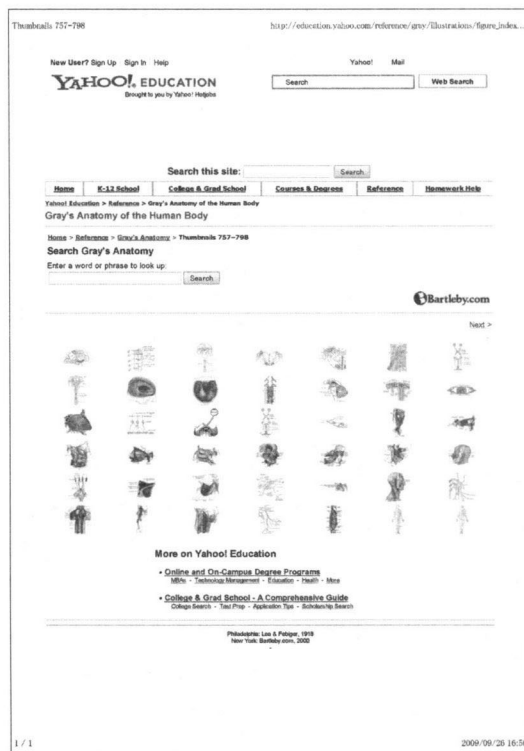 Thumbnails 757-798 http://education.yahoo.com/reference/gray/illustrations/figure_index...
New User? Sign Up Sign In Help Yahoo! Mail
YAHOO! EDUCATION Search Web Search
Brought to you by Yahoo! Hotjobs
Search this site: Search
Home K-12 School College & Grad School Courses & Degrees Reference Homework Help
Yahoo! Education > Reference > Gray's Anatomy of the Human Body
Gray's Anatomy of the Human Body
Home > Reference > Gray's Anatomy > Thumbnails 757-798
Search Gray's Anatomy
Enter a word or phrase to look up:
Search
Bartleby.com
Next >
More on Yahoo! Education
• Online and On-Campus Degree Programs
MBAs - Technology Management - Education - Health - More
• College & Grad School - A Comprehensive Guide
College Search - Test Prep - Application Tips - Scholarship Search
Philadelphia: Lea & Febiger, 1918
New York: Bartleby.com, 2000
1 / 1 2009/09/26